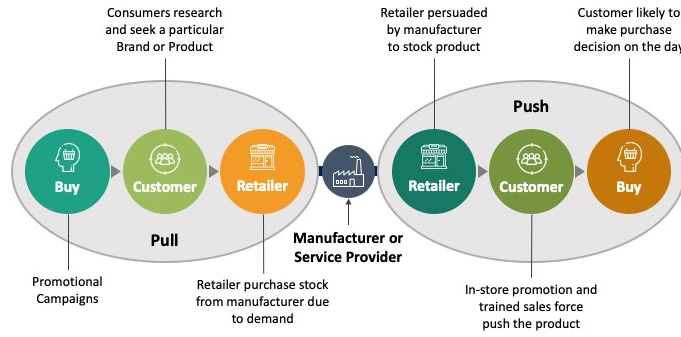 Consumers research
and seek a particular
Brand or Product
Retailer persuaded
by manufacturer
to stock product
Customer likely to
make purchase
decision on the day
Push
Buy
Customer
Retailer
Retailer
Customer
Buy
Pull
Manufacturer or
Service Provider
Promotional
Campaigns
Retailer purchase stock
from manufacturer due
to demand
In-store promotion and
trained sales force
push the product